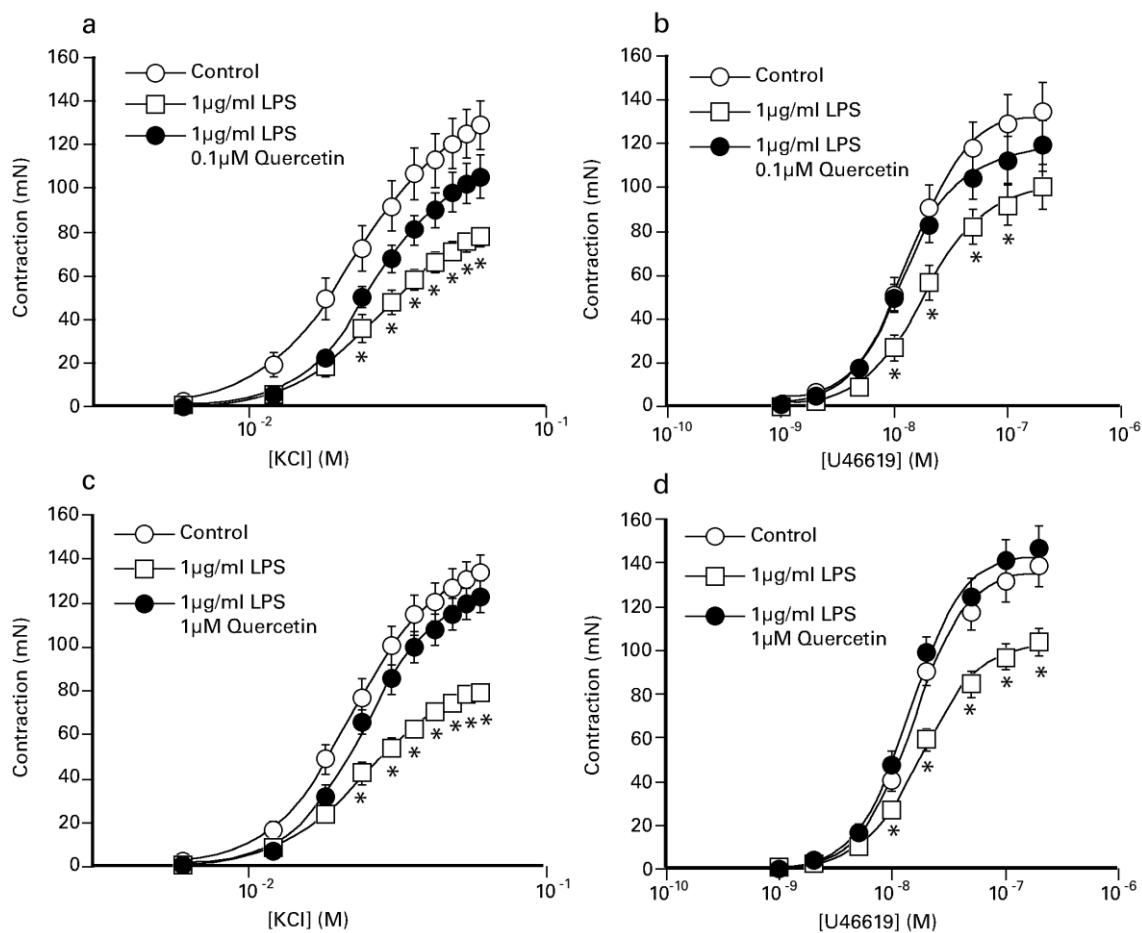 a
160
140
120
100
80
60
40
20
0
Contraction (mN)
Control
1µg/ml LPS
1µg/ml LPS
0.1µM Quercetin
* * * * * * *
10-2
10-1
[KCl] (M)
b
160
140
120
100
80
60
40
20
0
Contraction (mN)
Control
1µg/ml LPS
1µg/ml LPS
0.1µM Quercetin
* * * *
10-10
10-9
10-8
10-7
10-6
[U46619] (M)
c
160
140
120
100
80
60
40
20
0
Contraction (mN)
Control
1µg/ml LPS
1µg/ml LPS
1µM Quercetin
* * * * * * *
10-2
10-1
[KCl] (M)
d
160
140
120
100
80
60
40
20
0
Contraction (mN)
Control
1µg/ml LPS
1µg/ml LPS
1µM Quercetin
* * * * *
10-10
10-9
10-8
10-7
10-6
[U46619] (M)